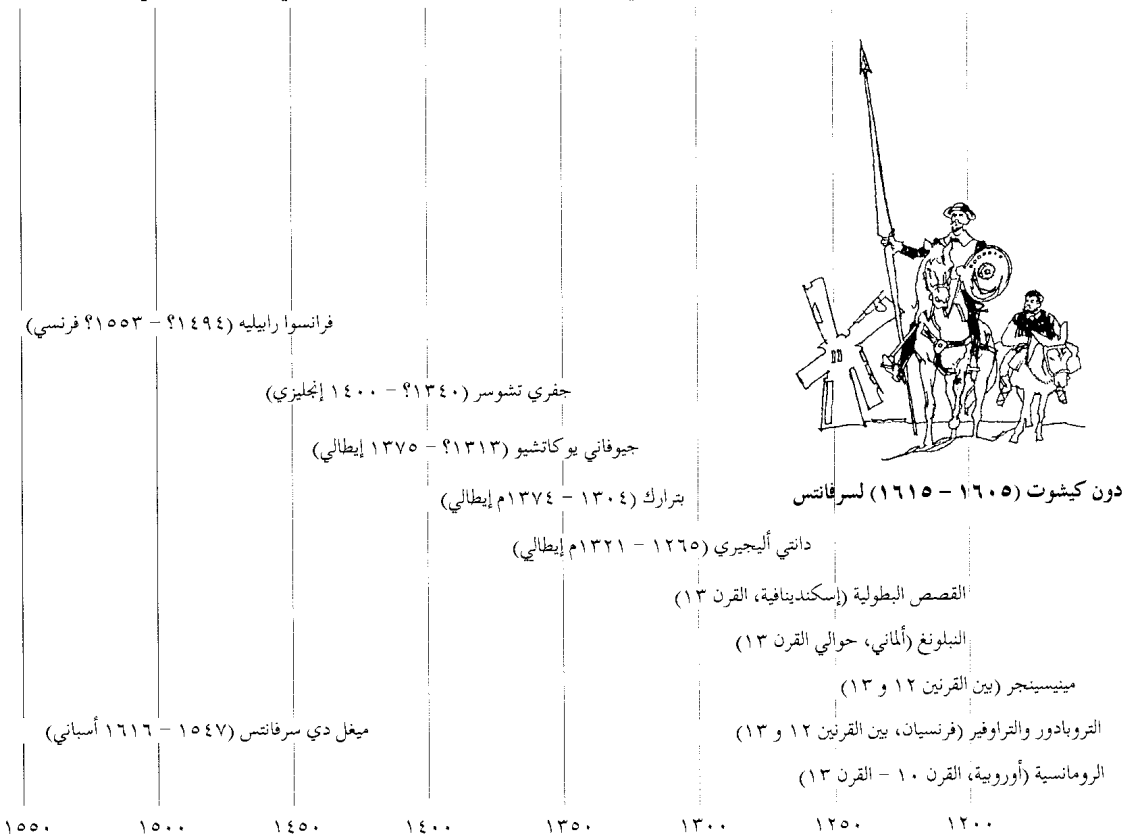 فرانسوا رابيليه (١٤٩٤؟ – ١٥٥٣؟ فرنسي)
جفري تشوسر (١٣٤٠؟ – ١٤٠٠ إنجليزي)
جيوفاني يوكاتشيو (١٣١٣؟ – ١٣٧٥ إيطالي)
دون كيشوت (١٦٠٥ – ١٦١٥) لسرفانتس
بترارك (١٣٠٤ – ١٣٧٤م إيطالي)
دانتي أليجيري (١٢٦٥ – ١٣٢١م إيطالي)
القصص البطولية (إسكندينافية، القرن ١٣)
النبلونغ (ألماني، حوالي القرن ١٣)
مينيسينجر (بين القرنين ١٢ و ١٣)
التروبادور والتراوفير (فرنسيان، بين القرنين ١٢ و ١٣)
ميغل دي سرفانتس (١٥٤٧ – ١٦١٦ أسباني)
الرومانسية (أوروبية، القرن ١٠ – القرن ١٣)
١٢٠٠ ١٢٥٠ ١٣٠٠ ١٣٥٠ ١٤٠٠ ١٤٥٠ ١٥٠٠ ١٥٥٠